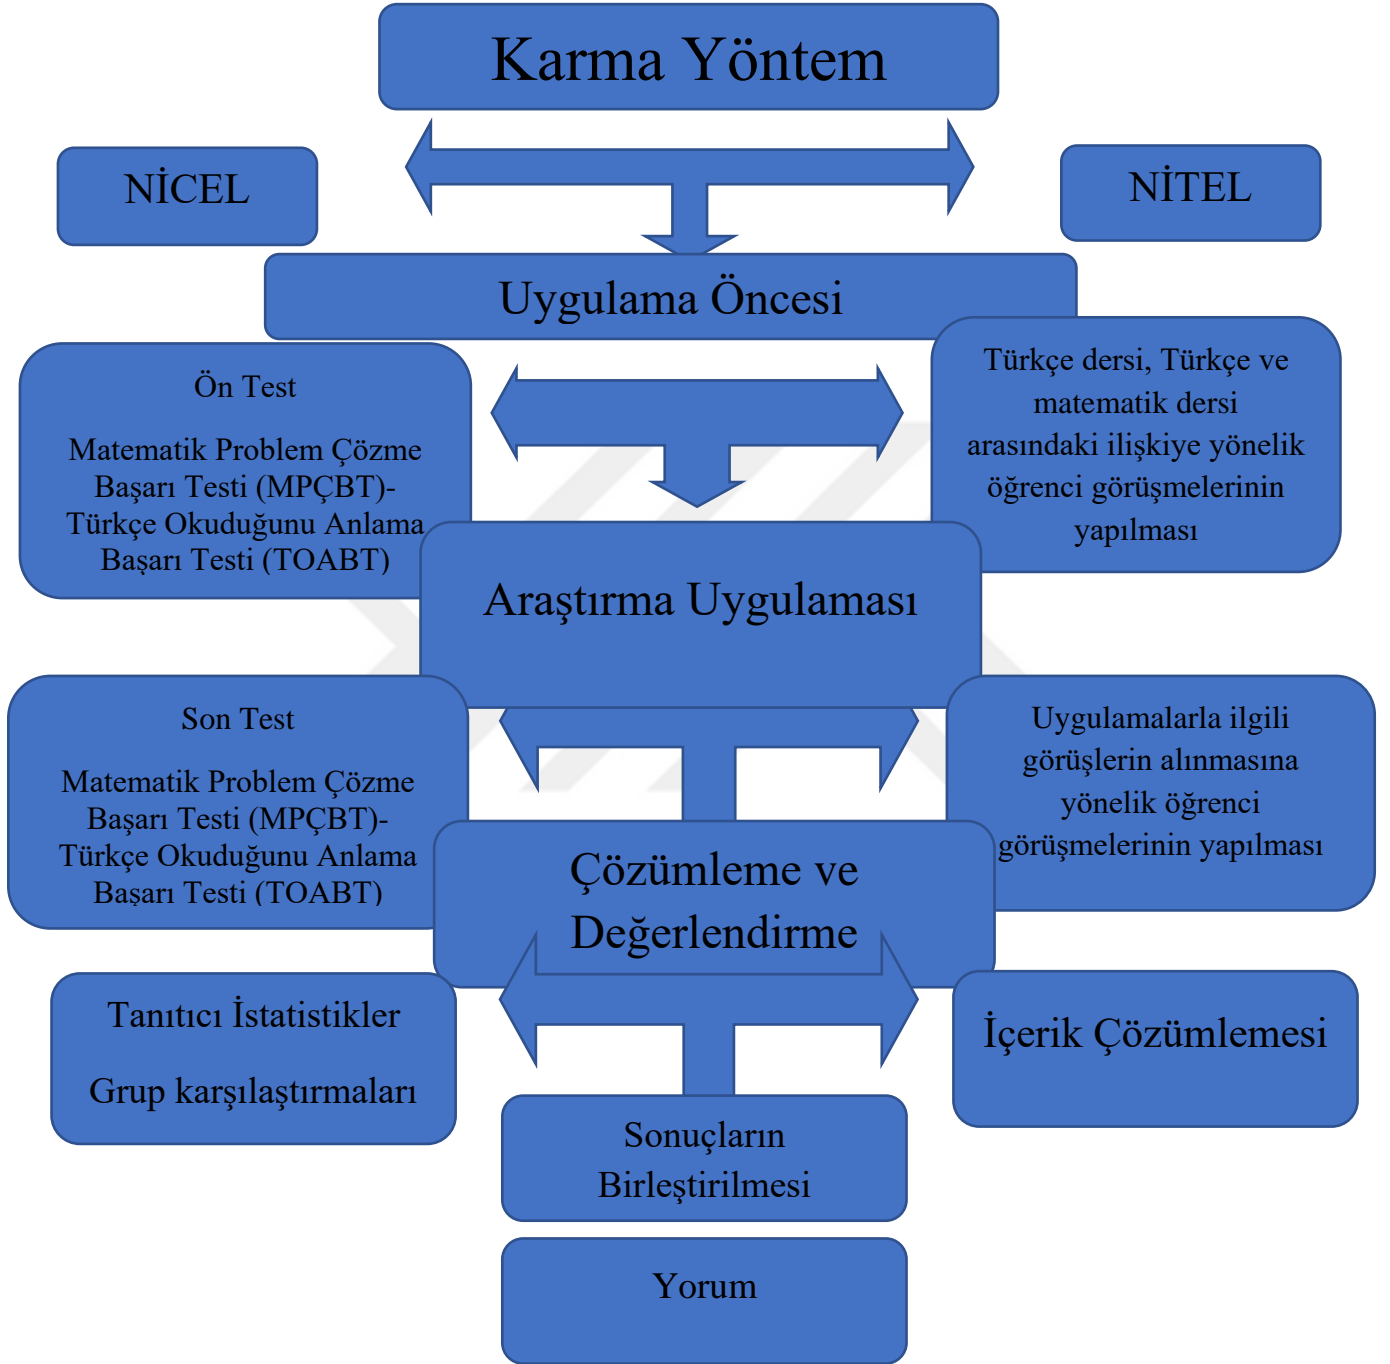 Karma Yöntem
NİCEL
NİTEL
Uygulama Öncesi
Ön Test
Matematik Problem Çözme
Başarı Testi (MPÇBT)-
Türkçe Okuduğunu Anlama
Başarı Testi (TOABT)
Türkçe dersi, Türkçe ve
matematik dersi
arasındaki ilişkiye yönelik
öğrenci görüşmelerinin
yapılması
Araştırma Uygulaması
Son Test
Matematik Problem Çözme
Başarı Testi (MPÇBT)-
Türkçe Okuduğunu Anlama
Başarı Testi (TOABT)
Uygulamalarla ilgili
görüşlerin alınmasına
yönelik öğrenci
görüşmelerinin yapılması
Çözümleme ve
Değerlendirme
Tanıtıcı İstatistikler
Grup karşılaştırmaları
İçerik Çözümlemesi
Sonuçların
Birleştirilmesi
Yorum